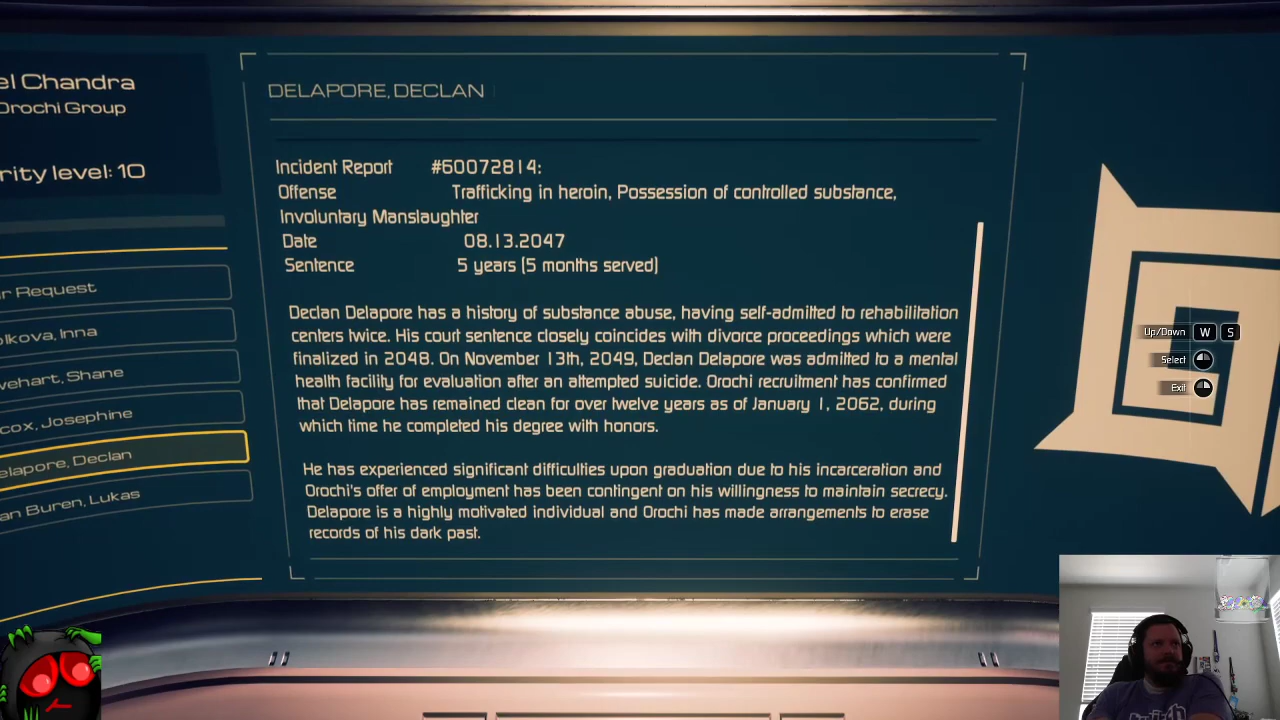 el Chandra
Orochi Group
rity level: 10
r Request
olkova, Inna
wehart, Shane
cox, Josephine
elapore, Declan
an Buren, Lukas
DELAPORE, DECLAN
Incident Report #60072814:
Offense Trafficking in heroin, Possession of controlled substance,
Involuntary Manslaughter
Date 08.13.2047
Sentence 5 years (5 months served)
Declan Delapore has a history of substance abuse, having self-admitted to rehabilitation
centers twice. His court sentence closely coincides with divorce proceedings which were
finalized in 2048. On November 13th, 2049, Declan Delapore was admitted to a mental
health facility for evaluation after an attempted suicide. Orochi recruitment has confirmed
that Delapore has remained clean for over twelve years as of January 1, 2062, during
which time he completed his degree with honors.
He has experienced significant difficulties upon graduation due to his incarceration and
Orochi's offer of employment has been contingent on his willingness to maintain secrecy.
Delapore is a highly motivated individual and Orochi has made arrangements to erase
records of his dark past.
Up/Down W S
Select
Exit